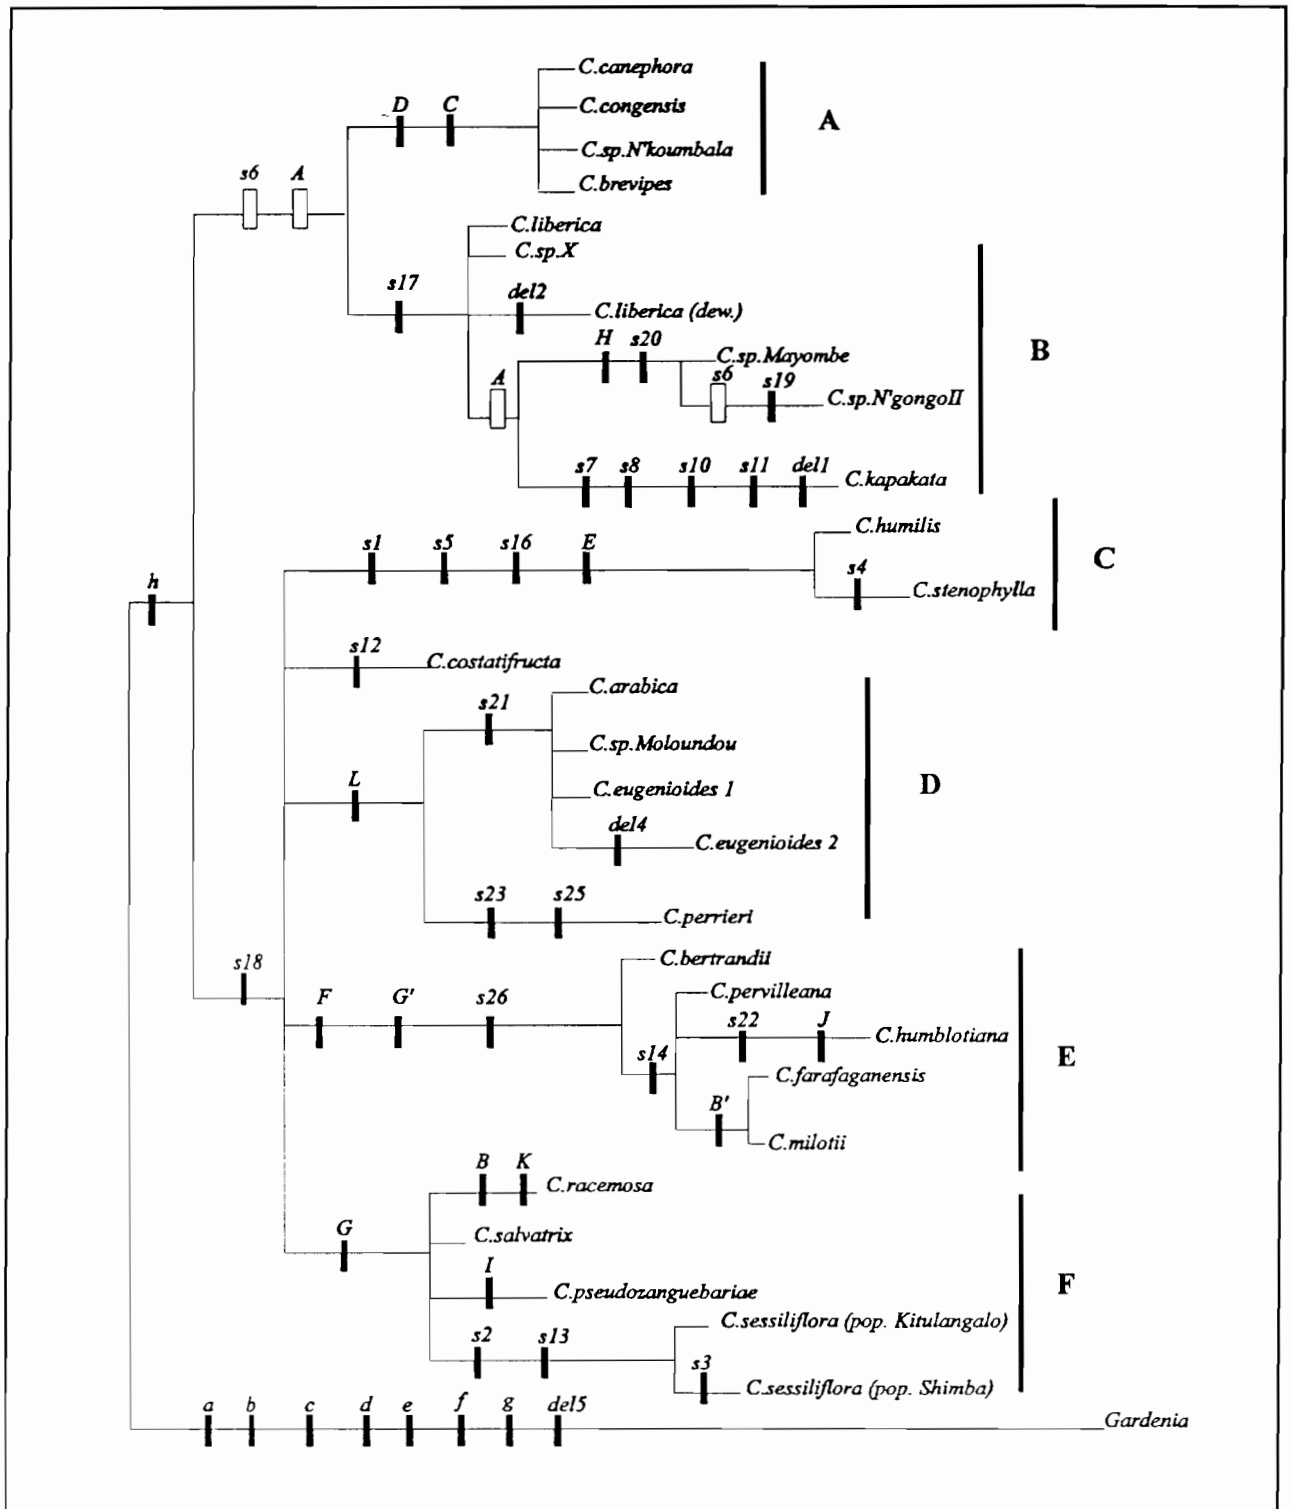 C.canephora
D C
C.congensis
A
C.sp.N'koumbala
s6 A
C.brevipes
C.liberica
C.sp.X
s17 del2
C.liberica (dew.)
H s20
B
C.sp.Mayombe
A s6 s19
C.sp.N'gongoII
s7 s8 s10 s11 del1
C.kapakata
C.humilis
s1 s5 s16 E
C
s4
C.stenophylla
h
s12
C.costatifructa
C.arabica
s21
C.sp.Moloundou
L
C.eugenioides 1
D
del4
C.eugenioides 2
s23 s25
C.perrieri
s18
C.bertrandii
F G' s26
C.pervilleana
s22 J
C.humblotiana
s14
E
C.farafaganensis
B'
C.milotii
B K
C.racemosa
G
C.salvatrix
I
C.pseudozanguebariae
F
C.sessiliflora (pop. Kitulangalo)
s2 s13
s3
C.sessiliflora (pop. Shimba)
a b c d e f g del5
Gardenia